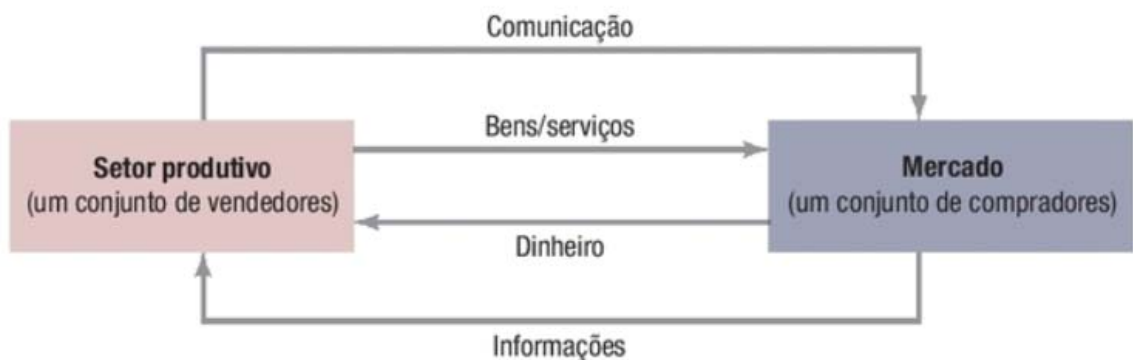 Comunicação
Bens/serviços
Setor produtivo
(um conjunto de vendedores)
Mercado
(um conjunto de compradores)
Dinheiro
Informações